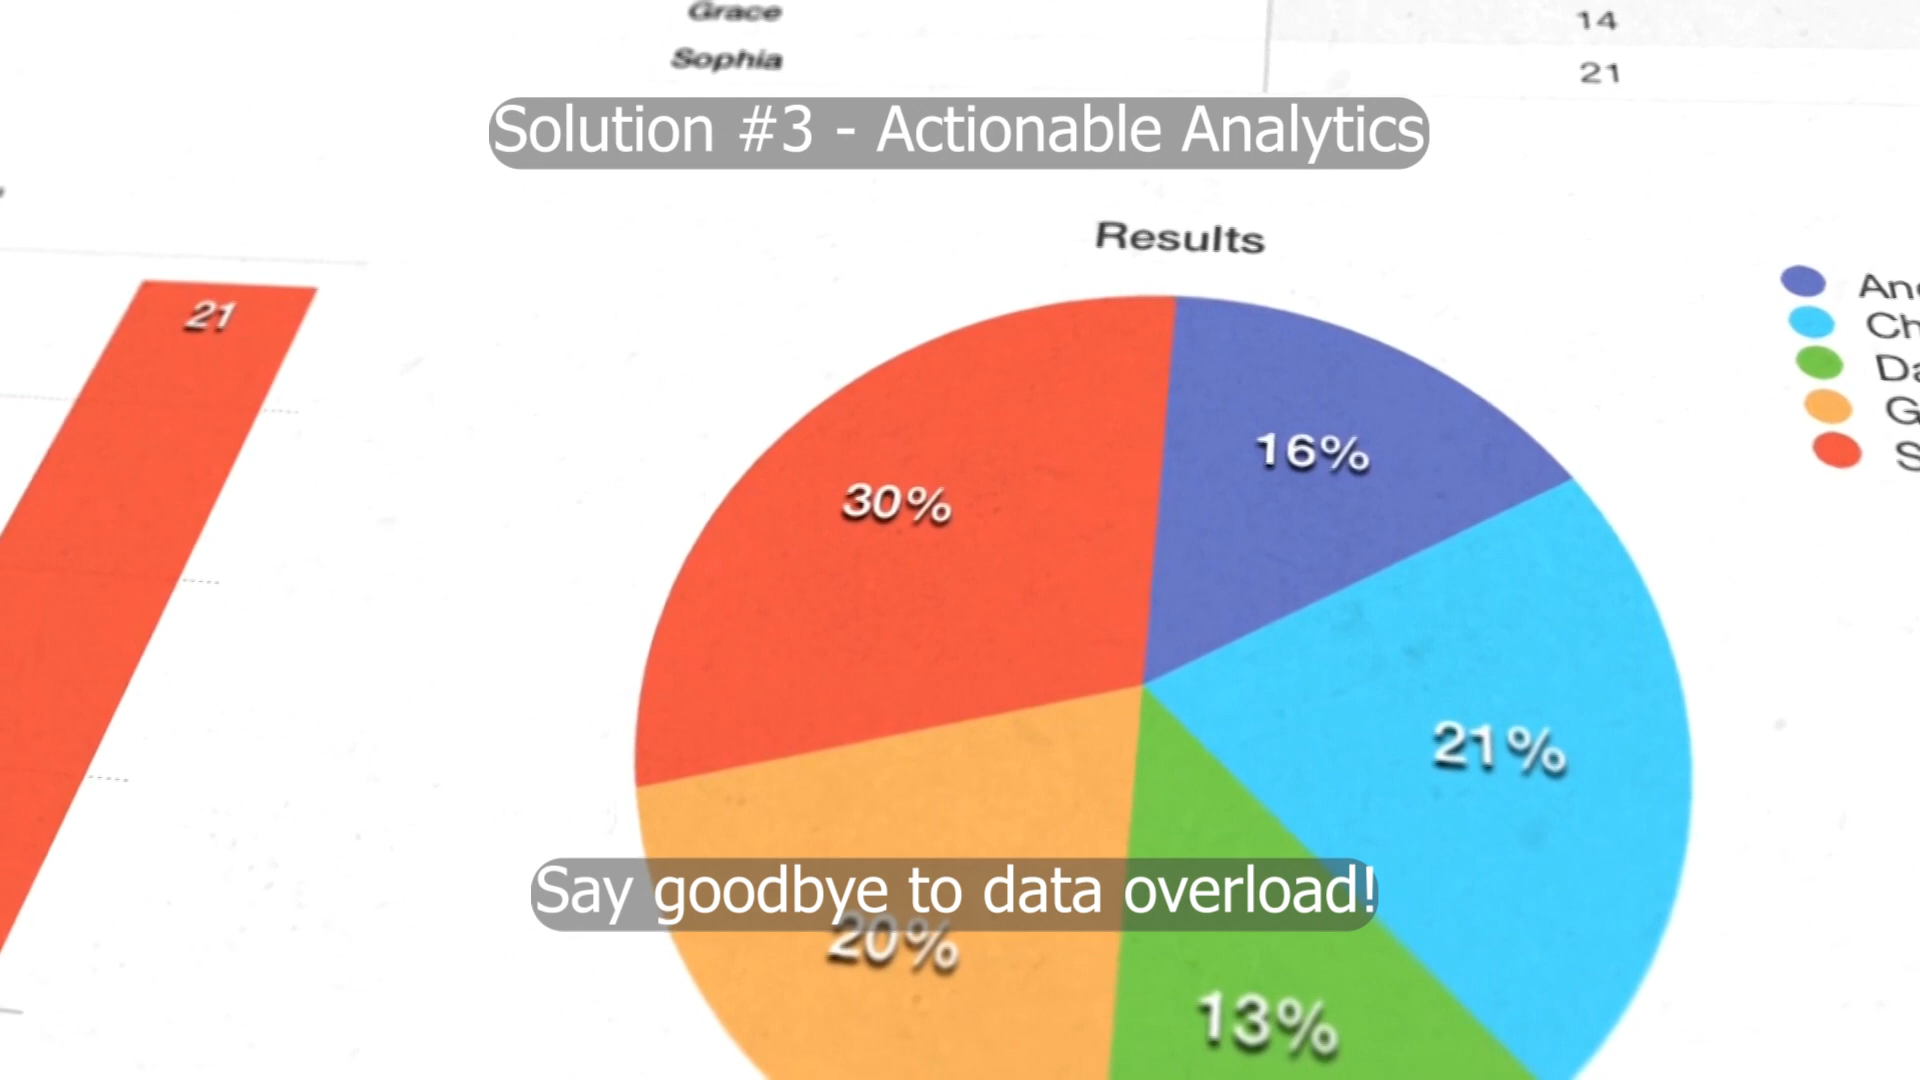 Grace 14
Sophia 21
Solution #3 - Actionable Analytics
Results
21
30%
16%
21%
Say goodbye to data overload!
20%
13%